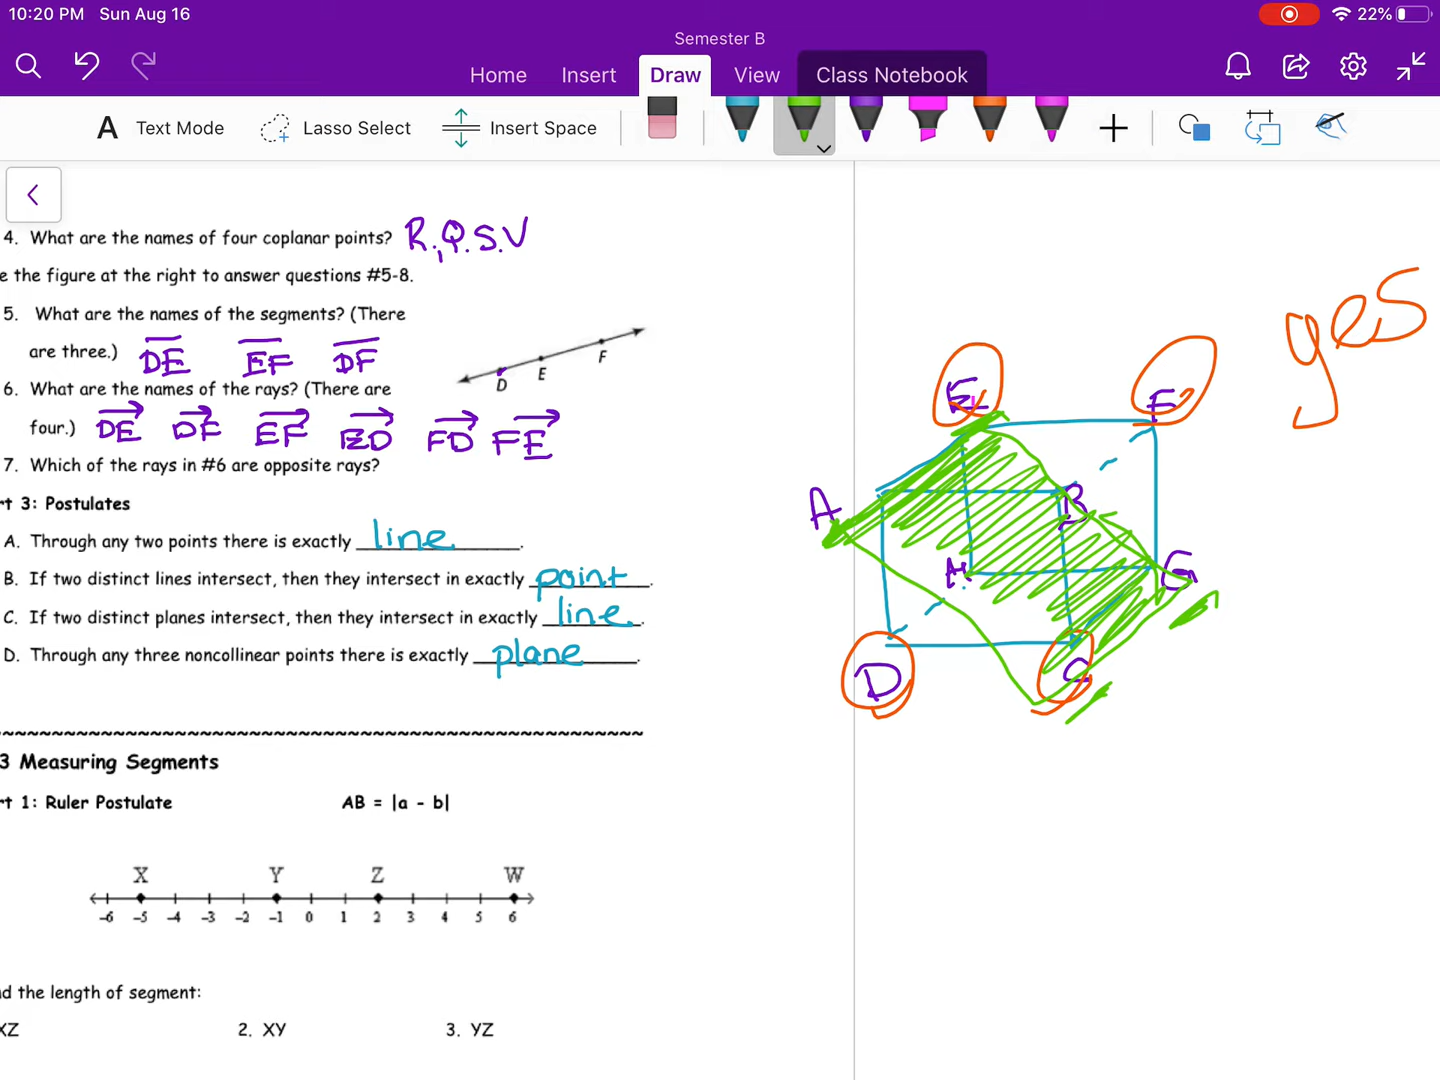 10:20 PM Sun Aug 16
22%
Semester B
Home Insert Draw View Class Notebook
A Text Mode Lasso Select Insert Space
4. What are the names of four coplanar points? R, Q, S, V
e the figure at the right to answer questions #5-8.
5. What are the names of the segments? (There
are three.) DE EF DF
D E F
6. What are the names of the rays? (There are
four.) DE DF EF ED FD FE
7. Which of the rays in #6 are opposite rays?
rt 3: Postulates
A. Through any two points there is exactly line.
B. If two distinct lines intersect, then they intersect in exactly point.
C. If two distinct planes intersect, then they intersect in exactly line.
D. Through any three noncollinear points there is exactly plane.
~~~~~~~~~~~~~~~~~~~~~~~~~~~~~~~~~~~~~~~~~~~~~~~~
3 Measuring Segments
rt 1: Ruler Postulate AB = |a - b|
X Y Z W
-6 -5 -4 -3 -2 -1 0 1 2 3 4 5 6
nd the length of segment:
XZ 2. XY 3. YZ
yes
E F
A B
H G
D C